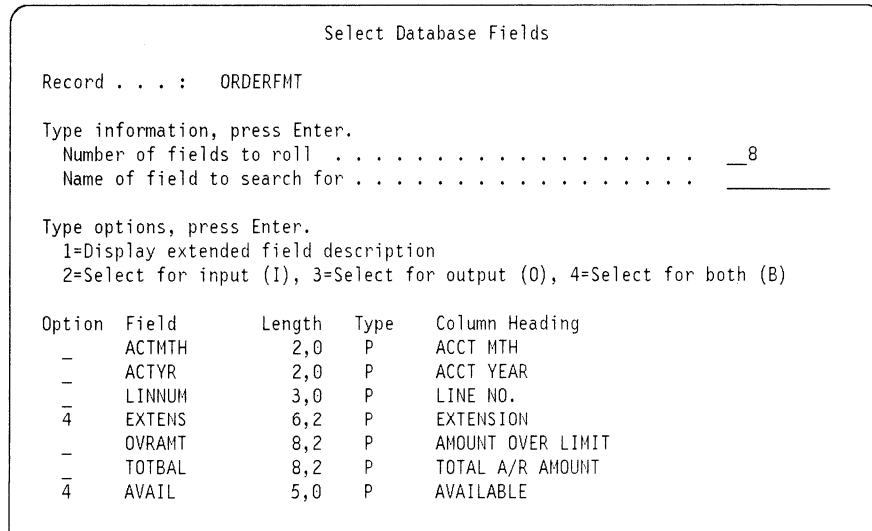 Select Database Fields
Record . . . :   ORDERFMT
Type information, press Enter.
Number of fields to roll  . . . . . . . . . . . . . . . . . .   __8
Name of field to search for . . . . . . . . . . . . . . . . .   __________
Type options, press Enter.
1=Display extended field description
2=Select for input (I), 3=Select for output (O), 4=Select for both (B)
Option  Field  Length  Type  Column Heading
_  ACTMTH  2,0  P  ACCT MTH
_  ACTYR  2,0  P  ACCT YEAR
_  LINNUM  3,0  P  LINE NO.
4  EXTENS  6,2  P  EXTENSION
_  OVRAMT  8,2  P  AMOUNT OVER LIMIT
_  TOTBAL  8,2  P  TOTAL A/R AMOUNT
4  AVAIL  5,0  P  AVAILABLE